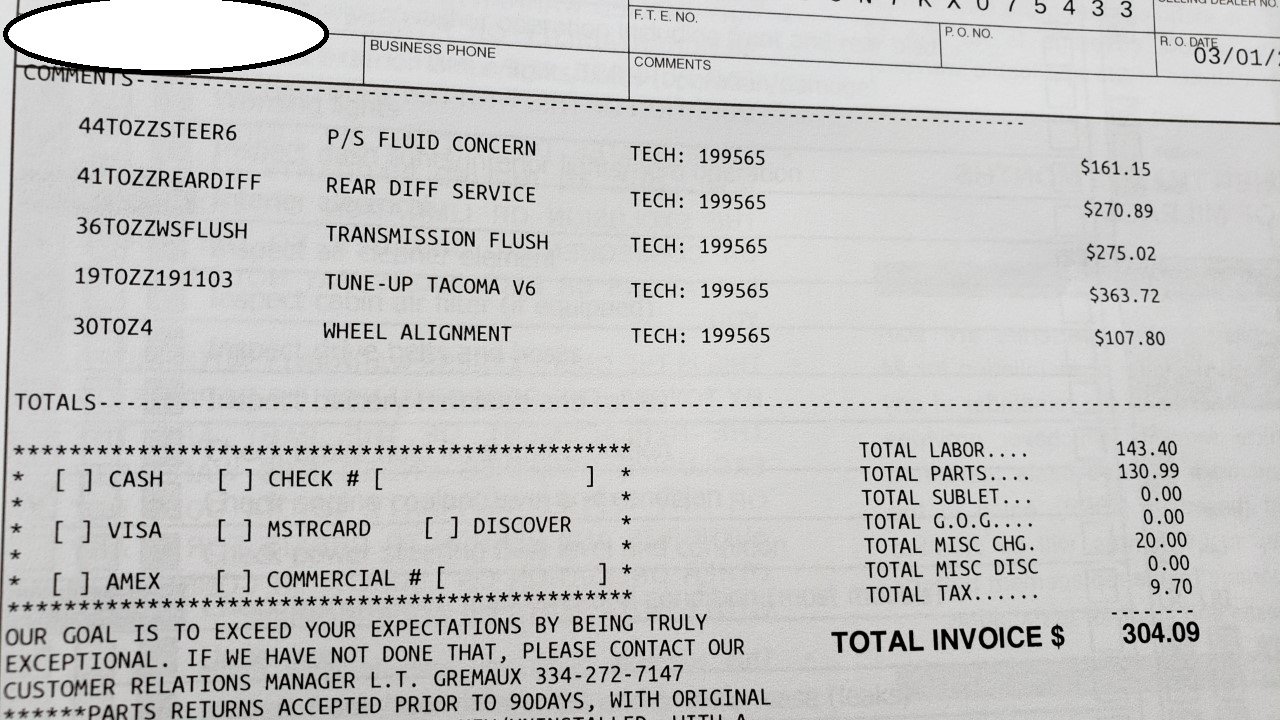 X 0 7 5 4 3 3
F. T. E. NO.
P. O. NO.
R. O. DATE
03/01/
BUSINESS PHONE
COMMENTS
COMMENTS--------------------------------------------------------------------------------
44TOZZSTEER6 P/S FLUID CONCERN TECH: 199565 $161.15
41TOZZREARDIFF REAR DIFF SERVICE TECH: 199565 $270.89
36TOZZWSFLUSH TRANSMISSION FLUSH TECH: 199565 $275.02
19TOZZ191103 TUNE-UP TACOMA V6 TECH: 199565 $363.72
30TOZ4 WHEEL ALIGNMENT TECH: 199565 $107.80
TOTALS--------------------------------------------------------------------------------
****************************************************
* [ ] CASH [ ] CHECK # [ ] *
* *
* [ ] VISA [ ] MSTRCARD [ ] DISCOVER *
* *
* [ ] AMEX [ ] COMMERCIAL # [ ] *
****************************************************
TOTAL LABOR.... 143.40
TOTAL PARTS.... 130.99
TOTAL SUBLET... 0.00
TOTAL G.O.G.... 0.00
TOTAL MISC CHG. 20.00
TOTAL MISC DISC 0.00
TOTAL TAX...... 9.70
--------
TOTAL INVOICE $ 304.09
OUR GOAL IS TO EXCEED YOUR EXPECTATIONS BY BEING TRULY
EXCEPTIONAL. IF WE HAVE NOT DONE THAT, PLEASE CONTACT OUR
CUSTOMER RELATIONS MANAGER L.T. GREMAUX 334-272-7147
******PARTS RETURNS ACCEPTED PRIOR TO 90DAYS, WITH ORIGINAL